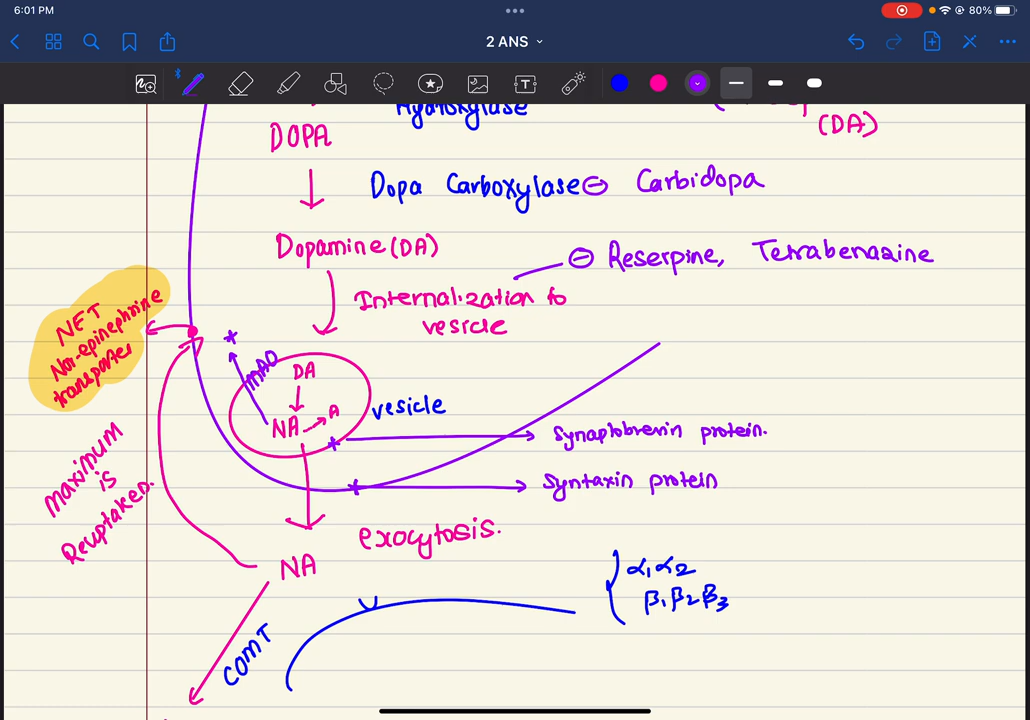 6:01 PM
80%
2 ANS
Hydroxylase
DOPA
(DA)
Dopa Carboxylase ⊖ Carbidopa
Dopamine (DA)
⊖ Reserpine, Tetrabenazine
Internalization to
vesicle
NET
Nor-epinephrine
transporter
MAO
DA
NA → A
vesicle
Synaptobrevin protein.
Syntaxin protein
Maximum
is
Reuptaken.
exocytosis.
NA
α1 α2
β1 β2 β3
COMT